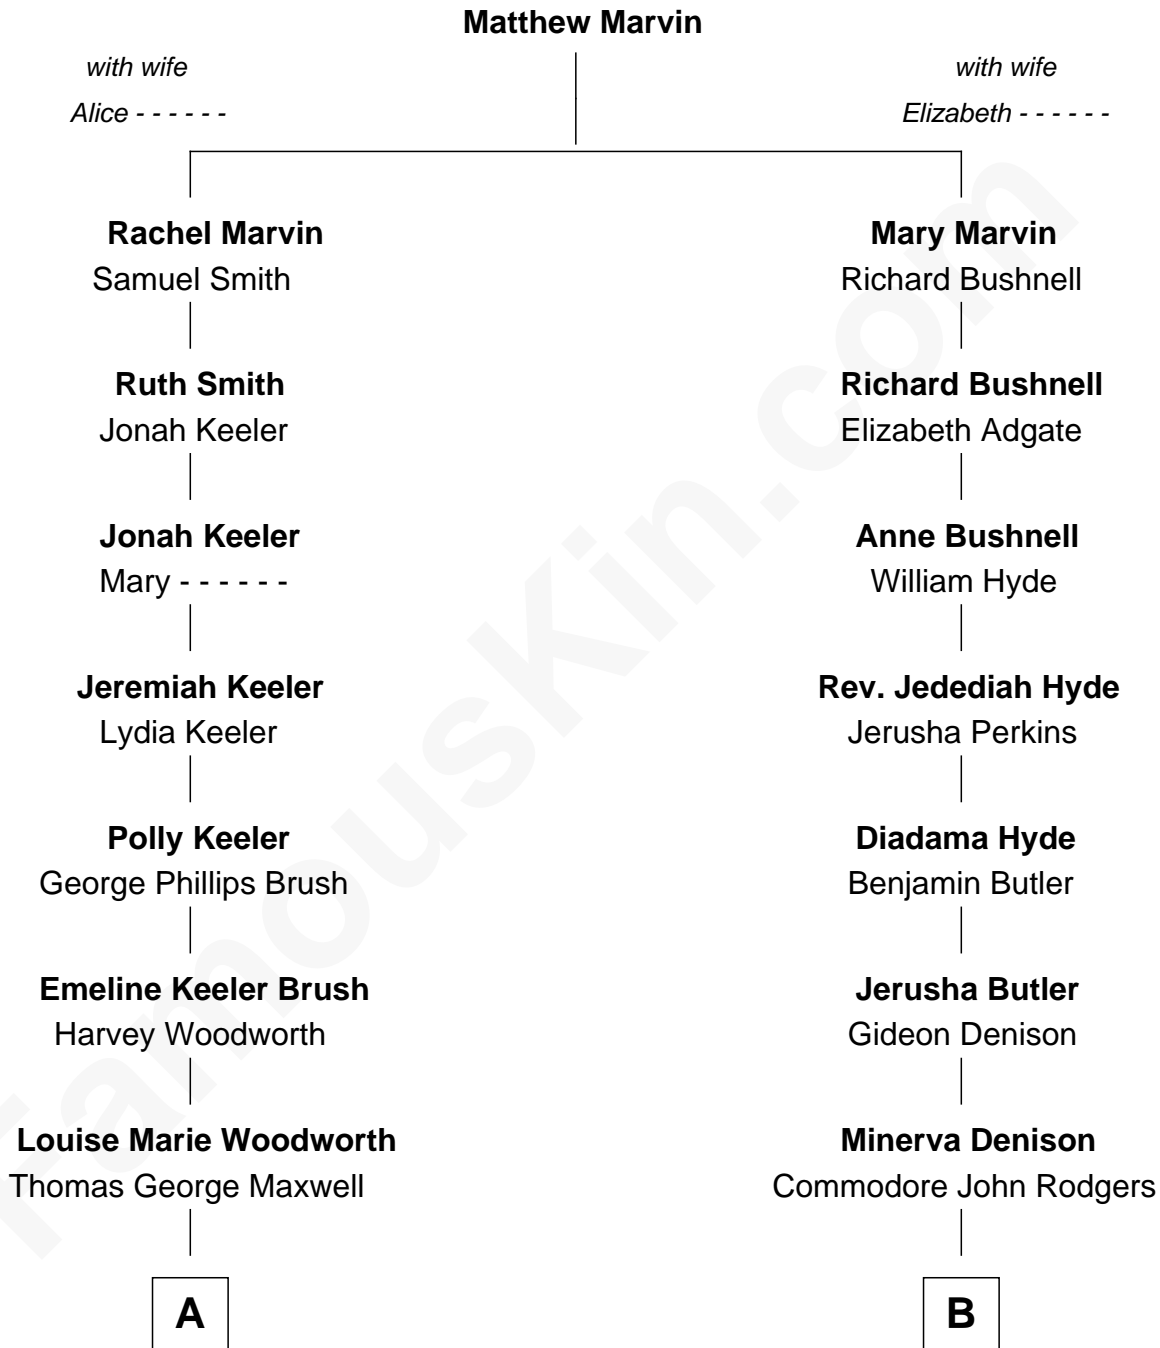 Matthew Marvin
with wife
Alice - - - - - -
with wife
Elizabeth - - - - - -
Rachel Marvin
Samuel Smith
Mary Marvin
Richard Bushnell
Ruth Smith
Jonah Keeler
Richard Bushnell
Elizabeth Adgate
Jonah Keeler
Mary - - - - - -
Anne Bushnell
William Hyde
Jeremiah Keeler
Lydia Keeler
Rev. Jedediah Hyde
Jerusha Perkins
Polly Keeler
George Phillips Brush
Diadama Hyde
Benjamin Butler
Emeline Keeler Brush
Harvey Woodworth
Jerusha Butler
Gideon Denison
Louise Marie Woodworth
Thomas George Maxwell
Minerva Denison
Commodore John Rodgers
A
B
FamousKin.com